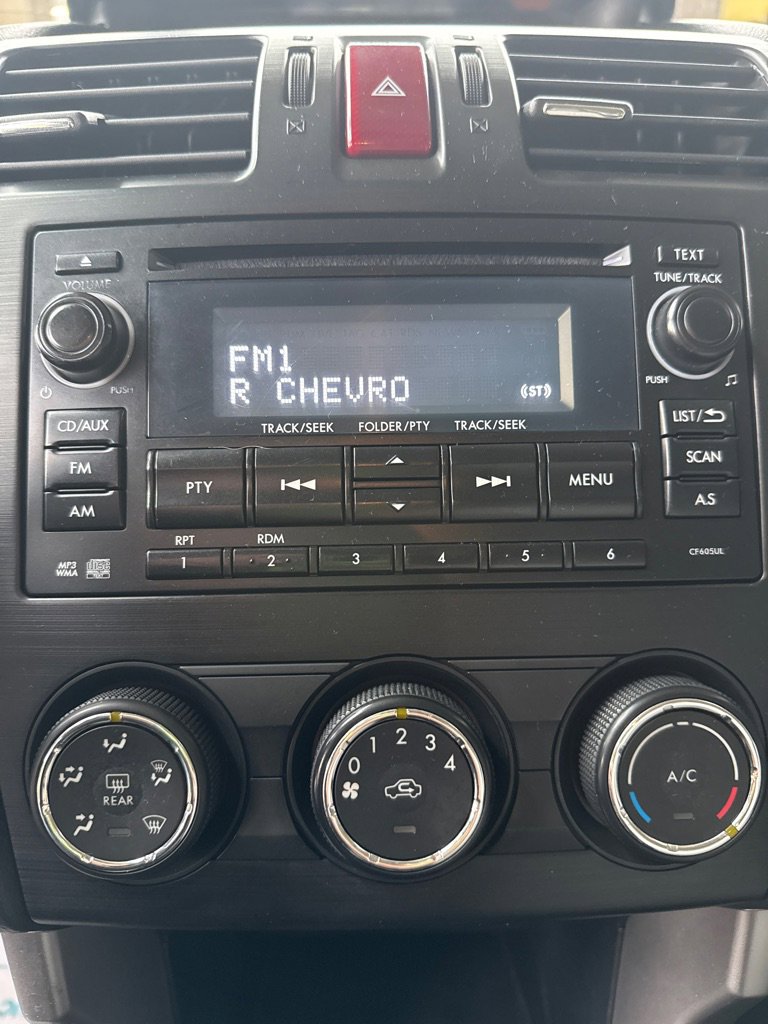 TEXT
VOLUME
TUNE/TRACK
FM1
R CHEVRO
((ST))
PUSH
PUSH
TRACK/SEEK
FOLDER/PTY
TRACK/SEEK
CD/AUX
FM
AM
PTY
MENU
LIST/
SCAN
A.S
RPT
RDM
1
2
3
4
5
6
MP3
WMA
DISC
TEXT
CF605UL
REAR
0
1
2
3
4
A/C